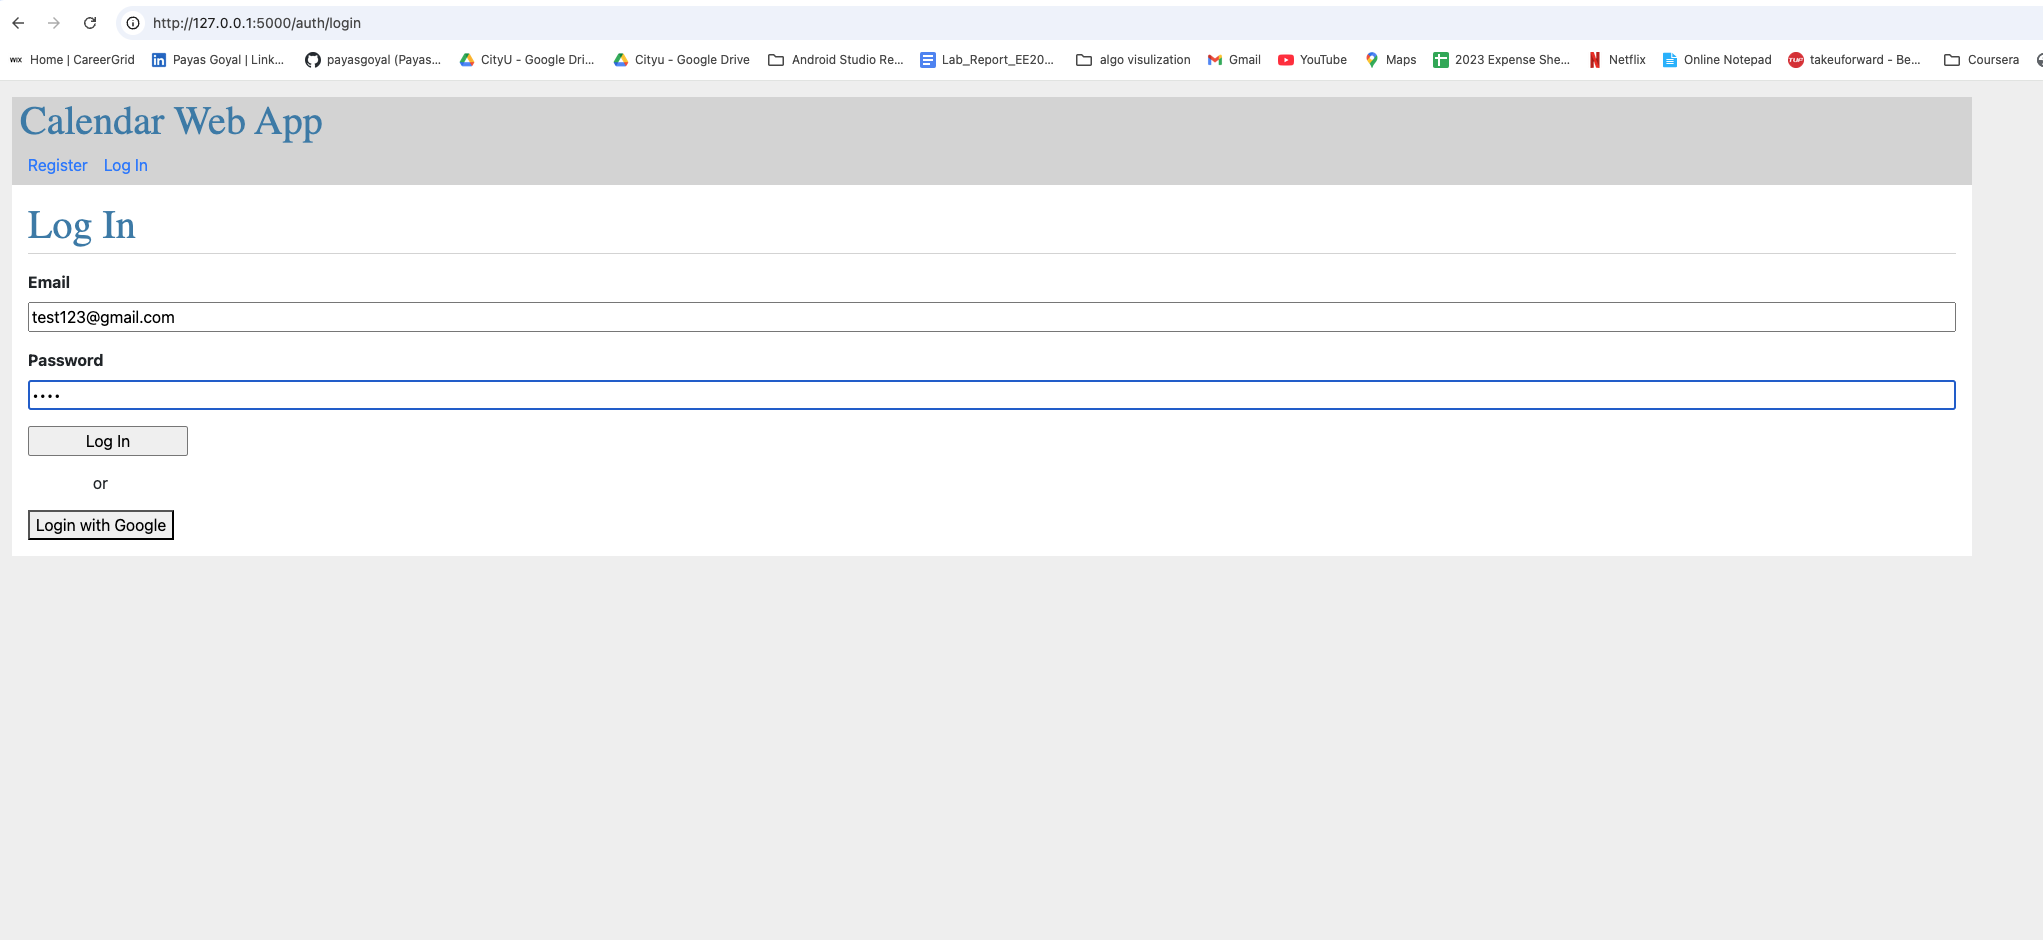 http://127.0.0.1:5000/auth/login
WIX Home | CareerGrid in Payas Goyal | Link... payasgoyal (Payas... CityU - Google Dri... Cityu - Google Drive Android Studio Re... Lab_Report_EE20... algo visulization Gmail YouTube Maps 2023 Expense She... Netflix Online Notepad TUF takeuforward - Be... Coursera
Calendar Web App
Register Log In
Log In
Email
test123@gmail.com
Password
••••
Log In
or
Login with Google